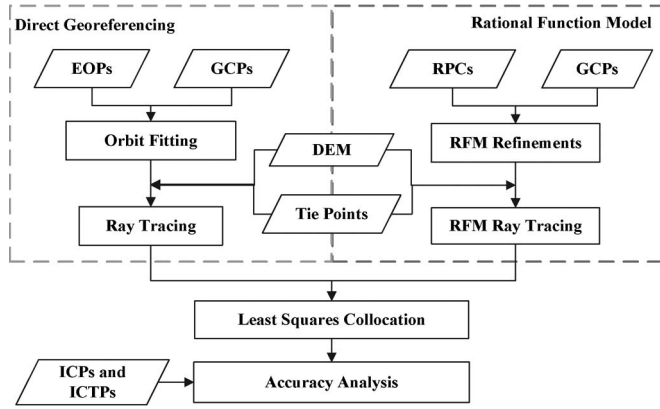 Direct Georeferencing
Rational Function Model
EOPs
GCPs
RPCs
GCPs
Orbit Fitting
DEM
RFM Refinements
Ray Tracing
Tie Points
RFM Ray Tracing
Least Squares Collocation
ICPs and
ICTPs
Accuracy Analysis